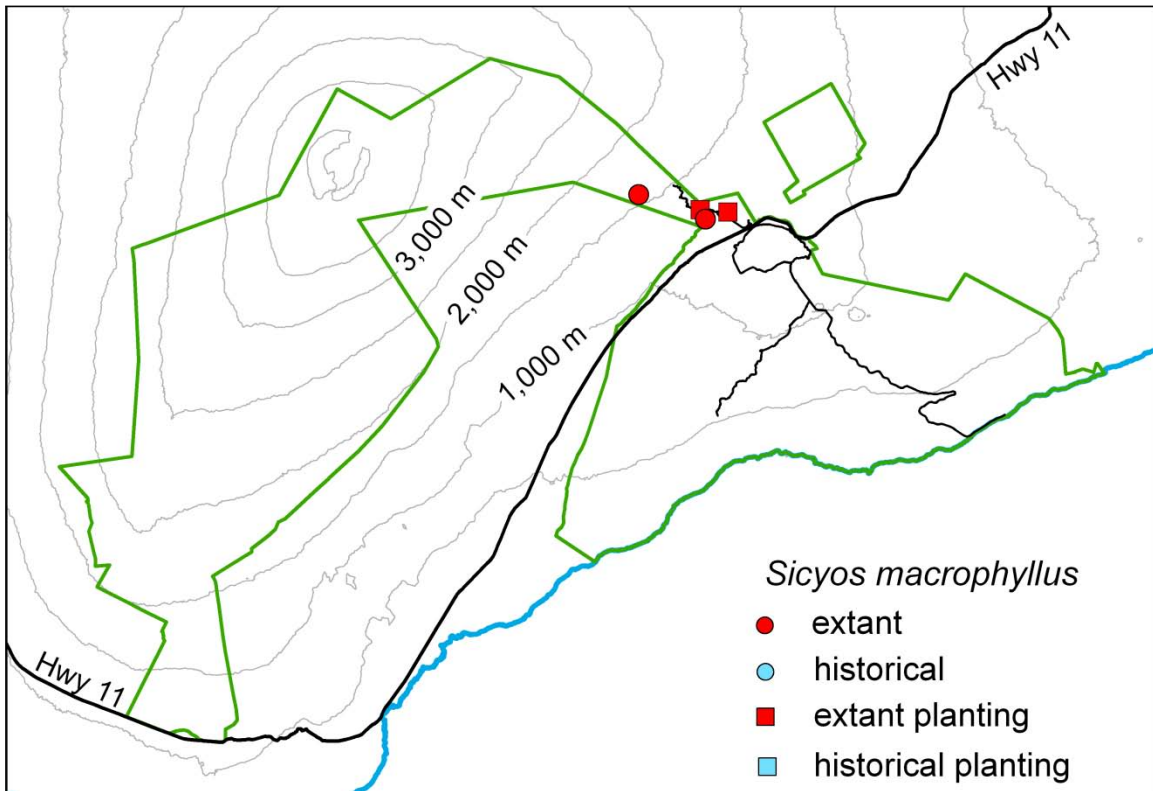 Hwy 11
3,000 m
2,000 m
1,000 m
Hwy 11
Sicyos macrophyllus
extant
historical
extant planting
historical planting